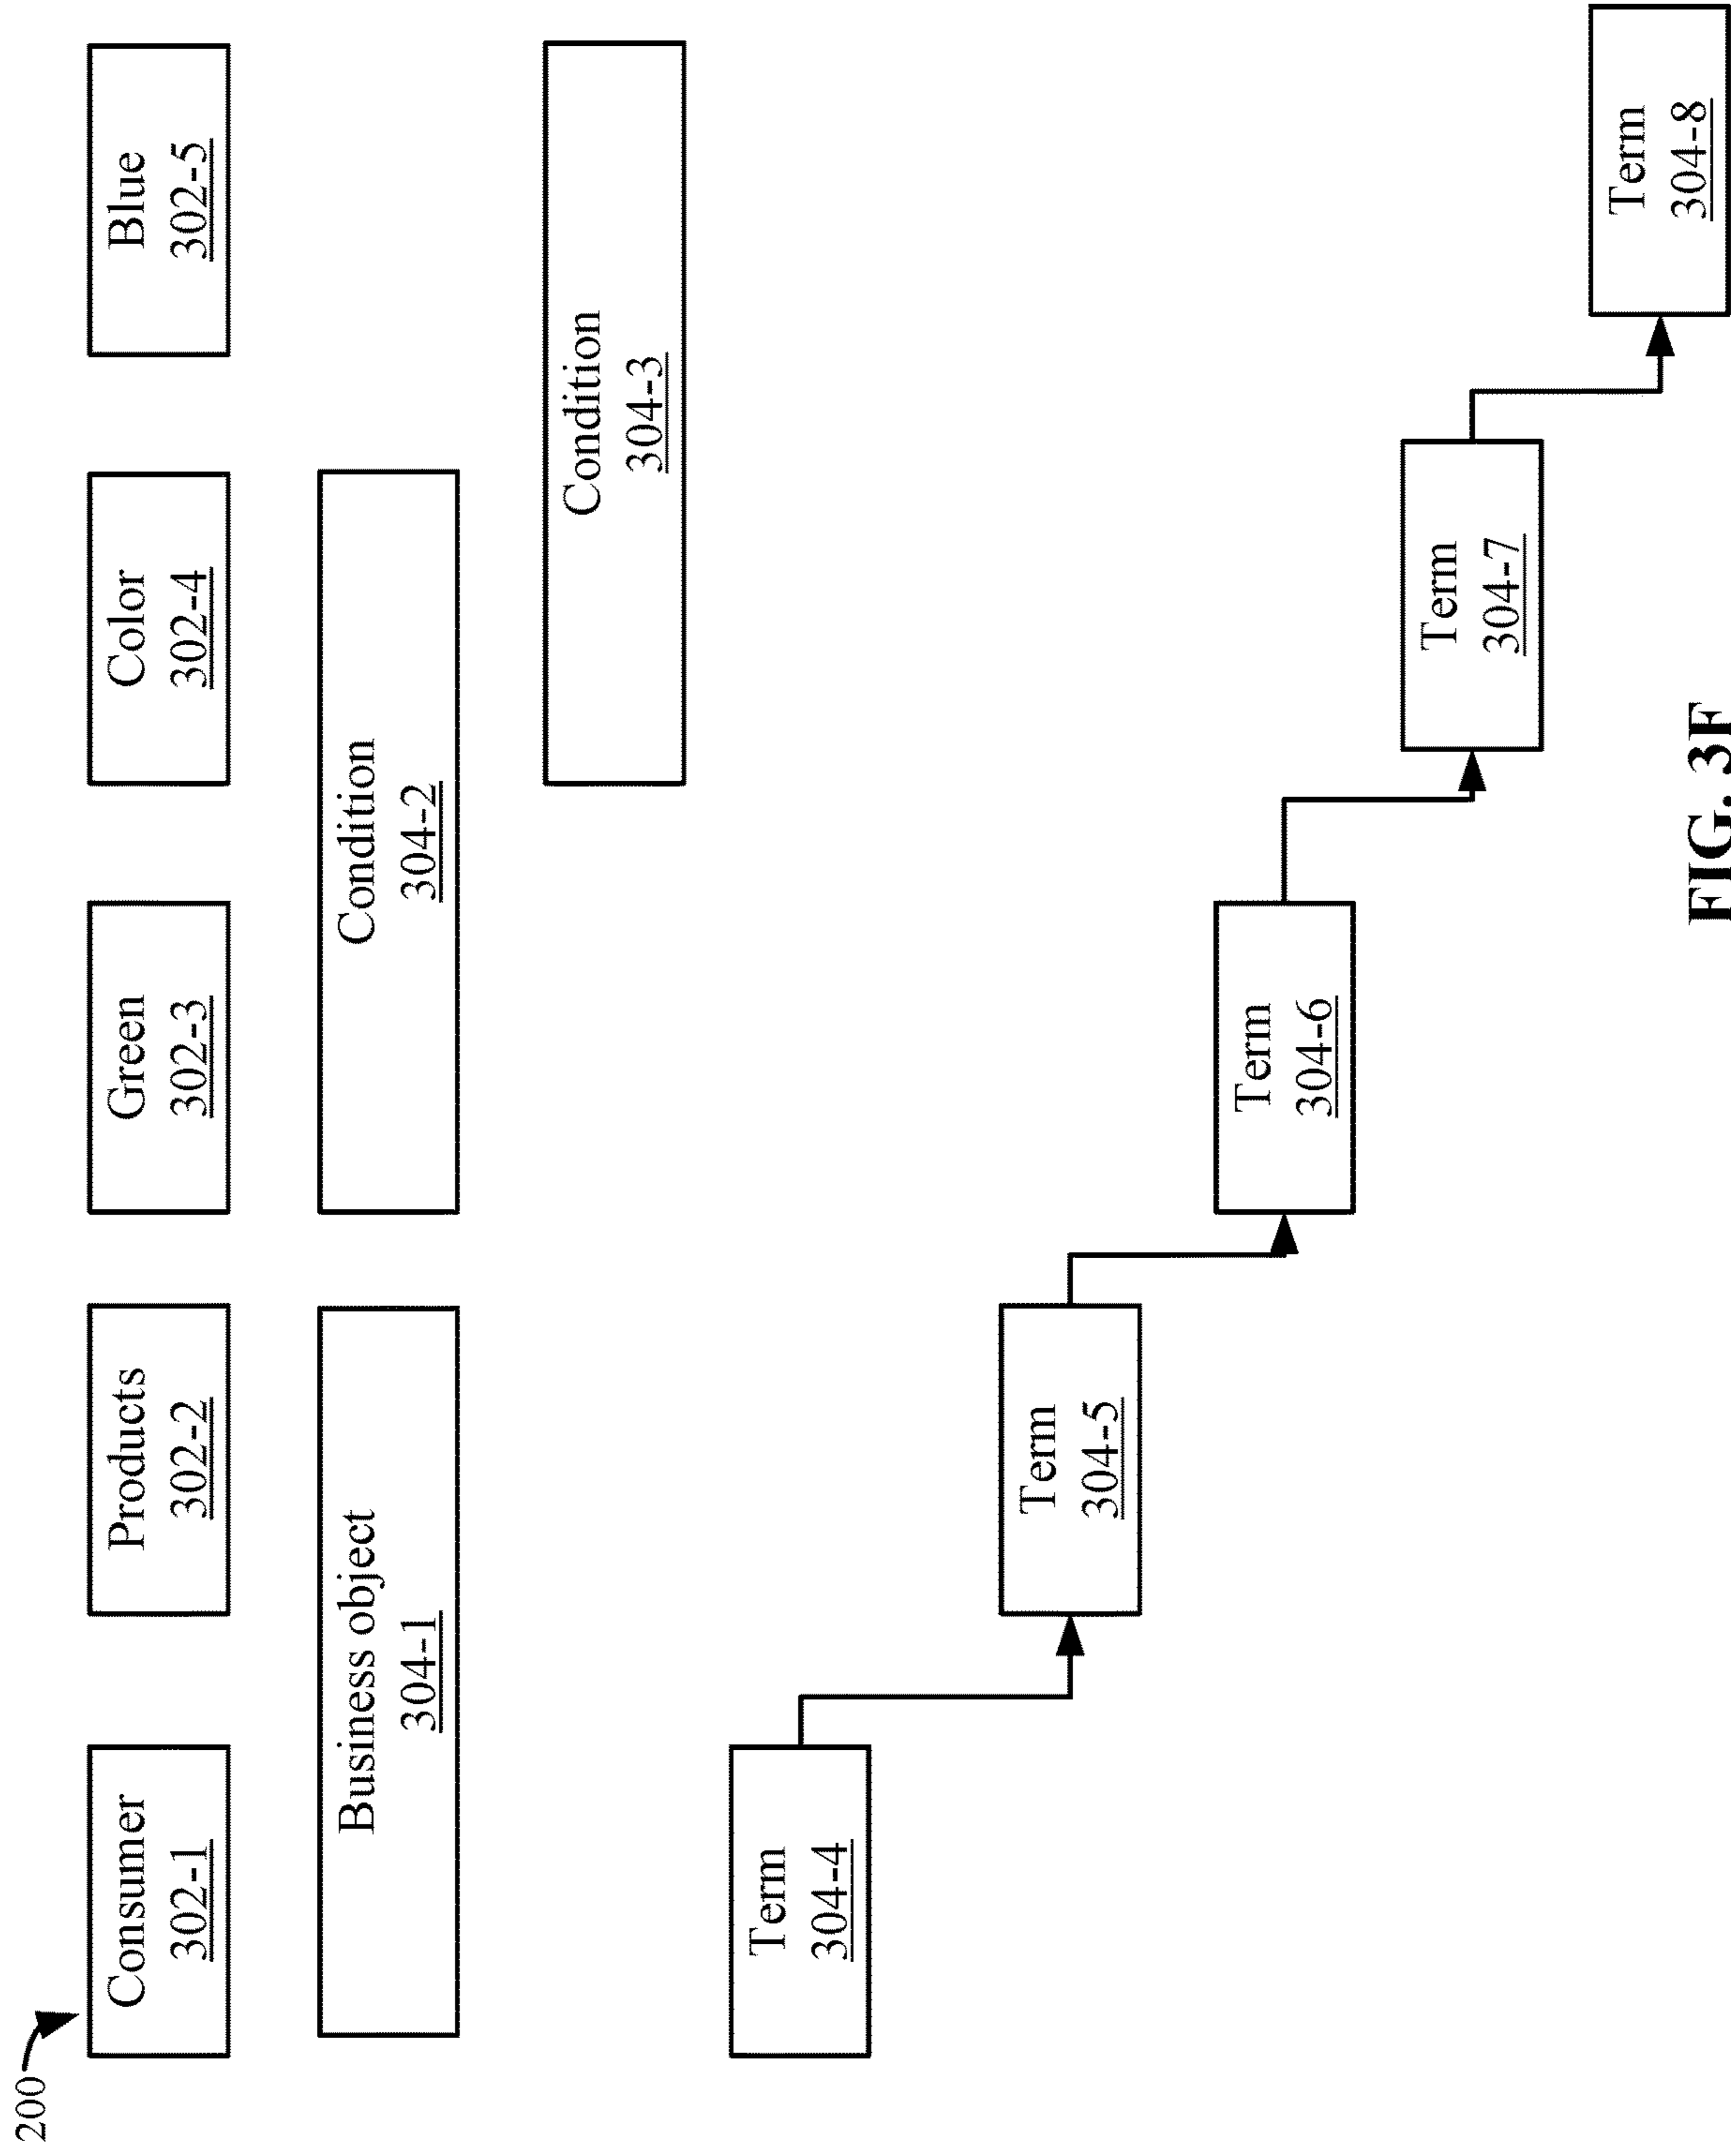 200
Consumer
302-1
Products
302-2
Green
302-3
Color
302-4
Blue
302-5
Business object
304-1
Condition
304-2
Condition
304-3
Term
304-4
Term
304-5
Term
304-6
Term
304-7
Term
304-8
FIG. 3F